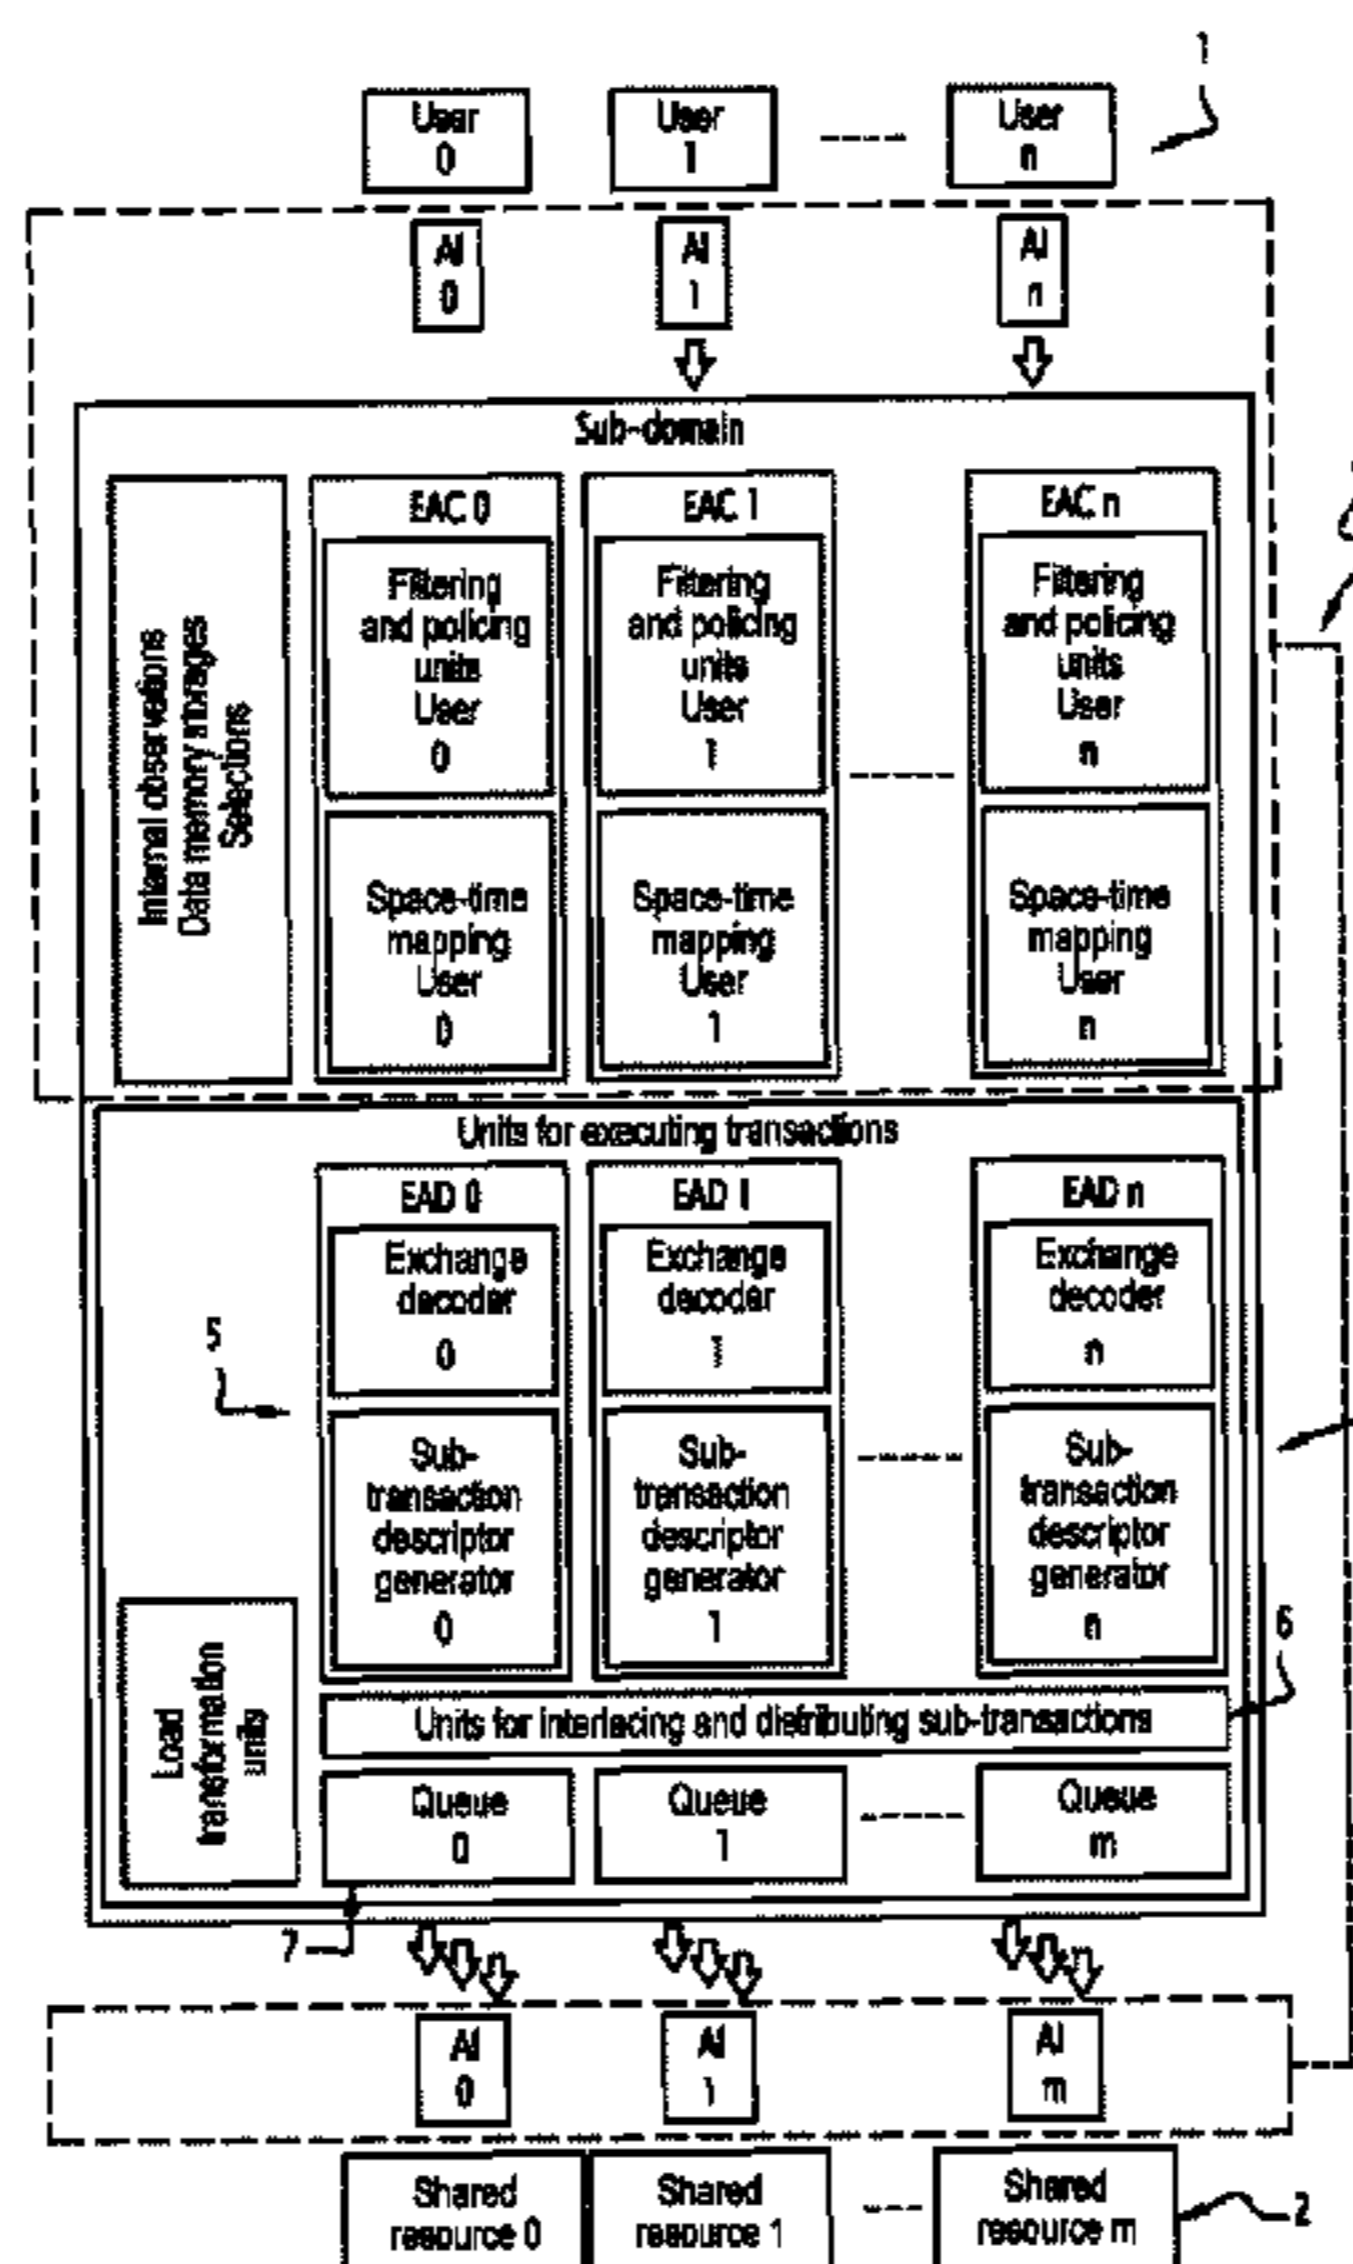 1
User
0
User
1
User
n
AI
0
AI
1
AI
n
Sub-domain
Internal observations
Data memory storages
Selections
EAC 0
Filtering
and policing
units
User
0
Space-time
mapping
User
0
EAC 1
Filtering
and policing
units
User
1
Space-time
mapping
User
1
EAC n
Filtering
and policing
units
User
n
Space-time
mapping
User
n
Units for executing transactions
5
EAD 0
Exchange
decoder
0
Sub-
transaction
descriptor
generator
0
EAD 1
Exchange
decoder
1
Sub-
transaction
descriptor
generator
1
EAD n
Exchange
decoder
n
Sub-
transaction
descriptor
generator
n
6
Load
transformation
units
Units for interlacing and distributing sub-transactions
Queue
0
Queue
1
Queue
m
7
AI
0
AI
1
AI
m
Shared
resource 0
Shared
resource 1
Shared
resource m
2